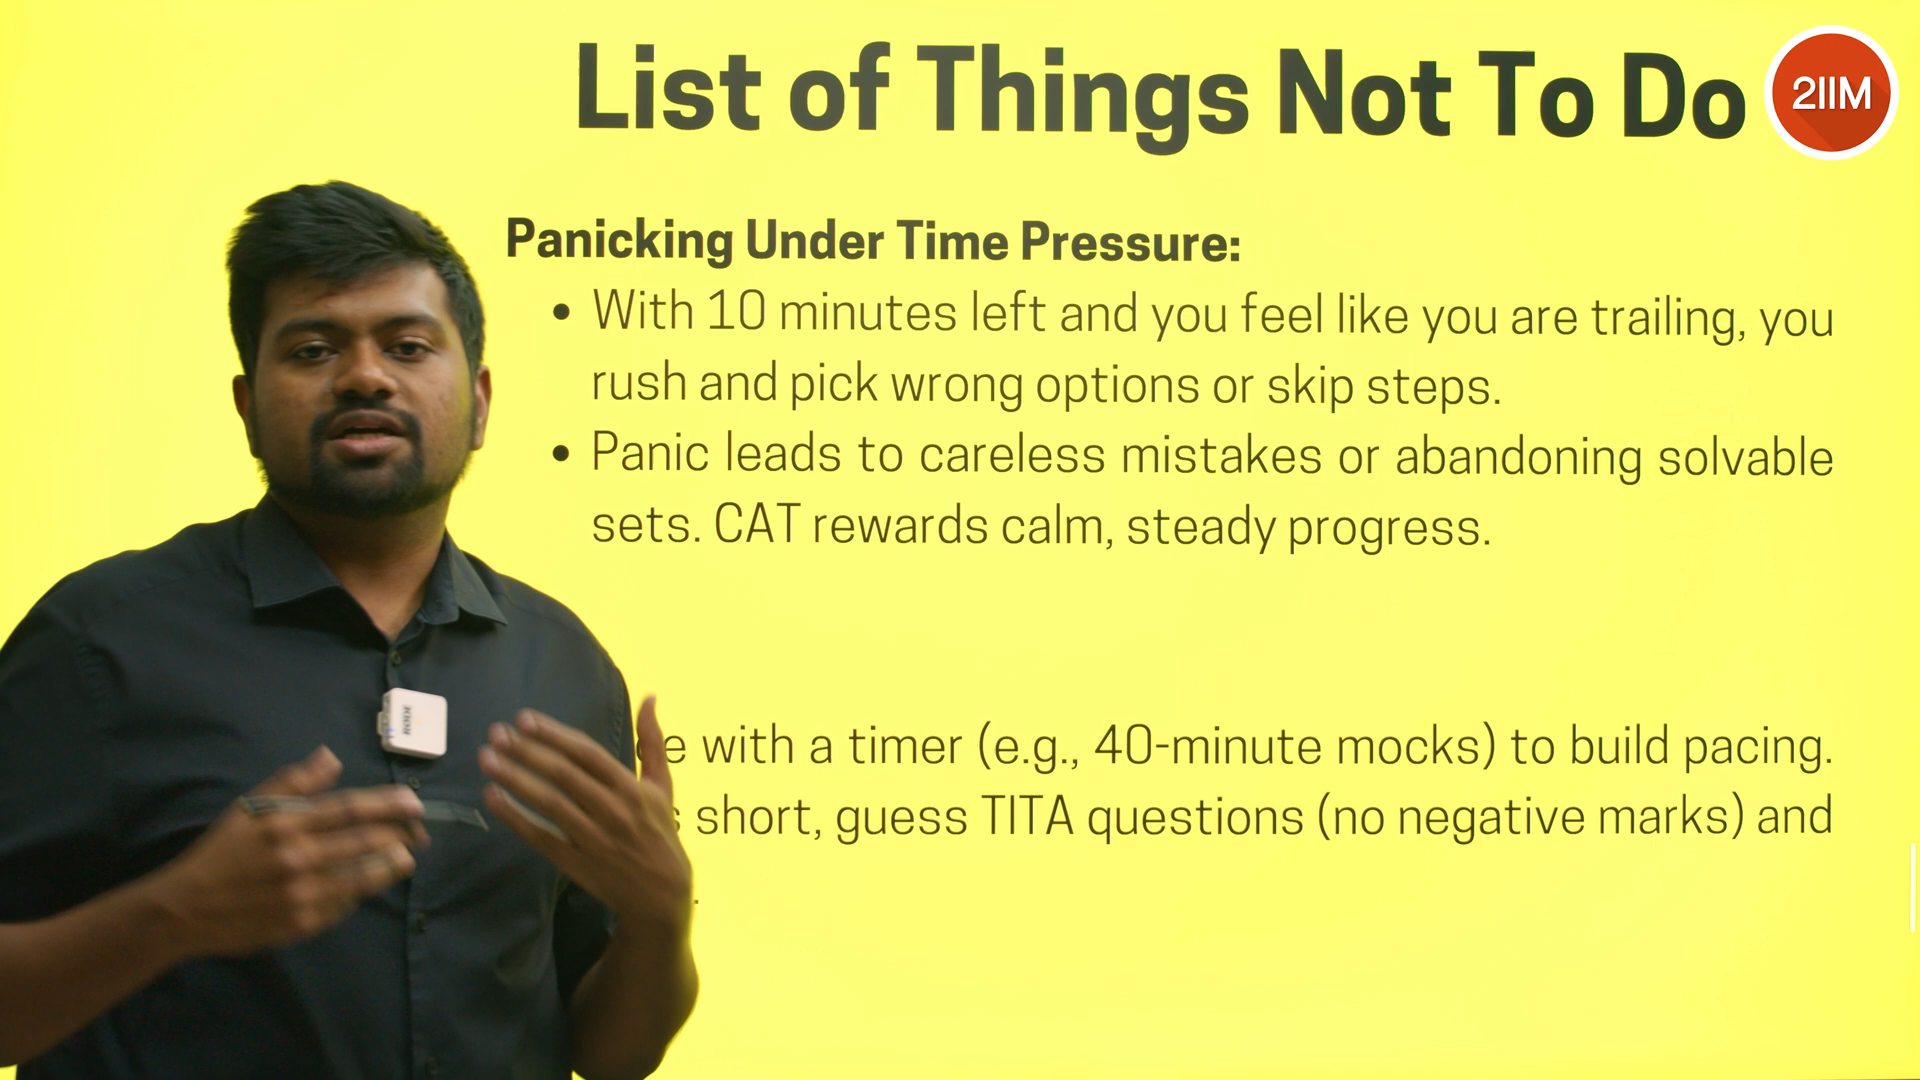 List of Things Not To Do
2IIM
Panicking Under Time Pressure:
• With 10 minutes left and you feel like you are trailing, you
rush and pick wrong options or skip steps.
• Panic leads to careless mistakes or abandoning solvable
sets. CAT rewards calm, steady progress.
RODE
with a timer (e.g., 40-minute mocks) to build pacing.
short, guess TITA questions (no negative marks) and